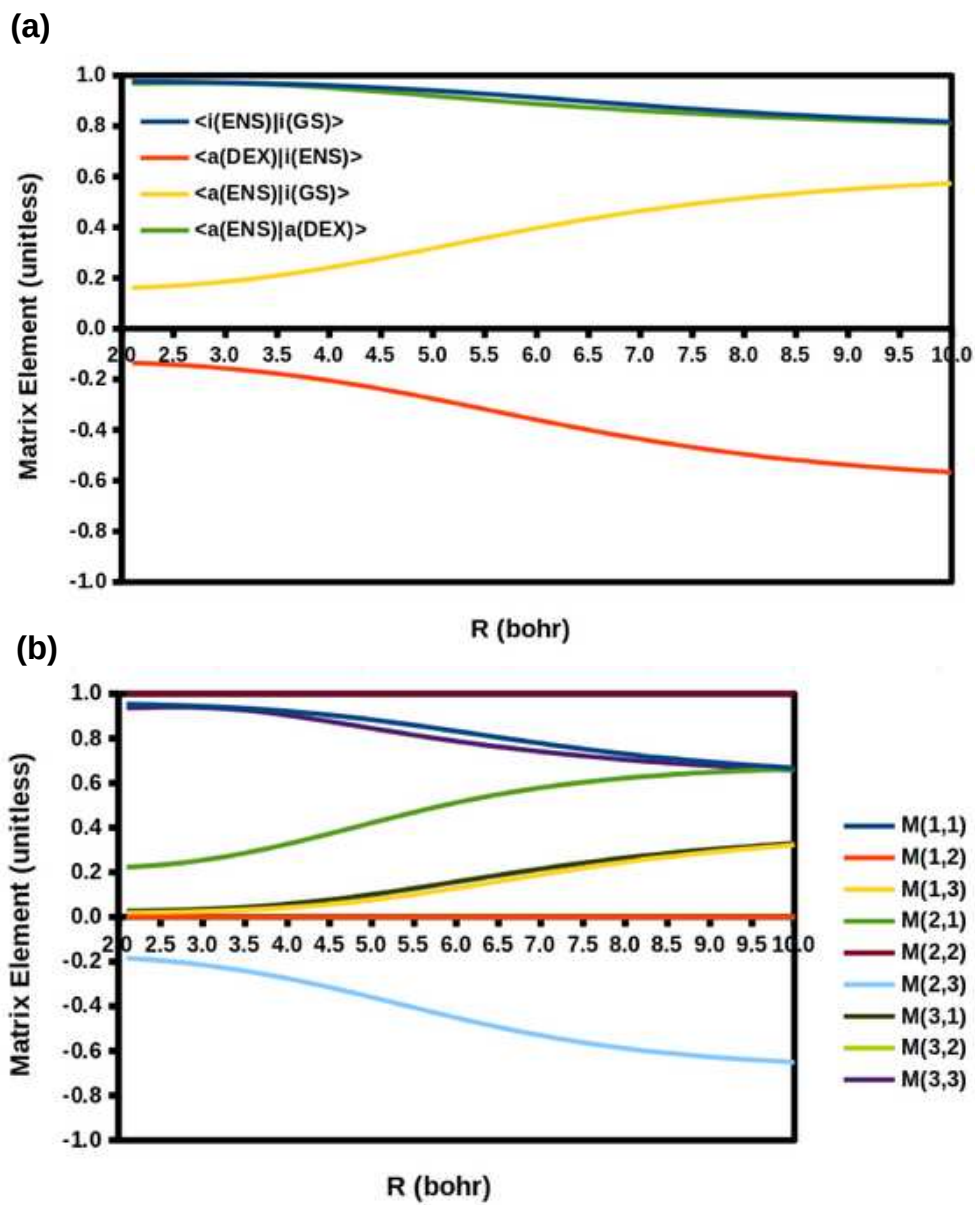 (a)
1.0
0.8
0.6
0.4
0.2
0.0
-0.2
-0.4
-0.6
-0.8
-1.0
Matrix Element (unitless)
<i(ENS)|i(GS)>
<a(DEX)|i(ENS)>
<a(ENS)|i(GS)>
<a(ENS)|a(DEX)>
2.0 2.5 3.0 3.5 4.0 4.5 5.0 5.5 6.0 6.5 7.0 7.5 8.0 8.5 9.0 9.5 10.0
R (bohr)
(b)
1.0
0.8
0.6
0.4
0.2
0.0
-0.2
-0.4
-0.6
-0.8
-1.0
Matrix Element (unitless)
2.0 2.5 3.0 3.5 4.0 4.5 5.0 5.5 6.0 6.5 7.0 7.5 8.0 8.5 9.0 9.5 10.0
M(1,1)
M(1,2)
M(1,3)
M(2,1)
M(2,2)
M(2,3)
M(3,1)
M(3,2)
M(3,3)
R (bohr)